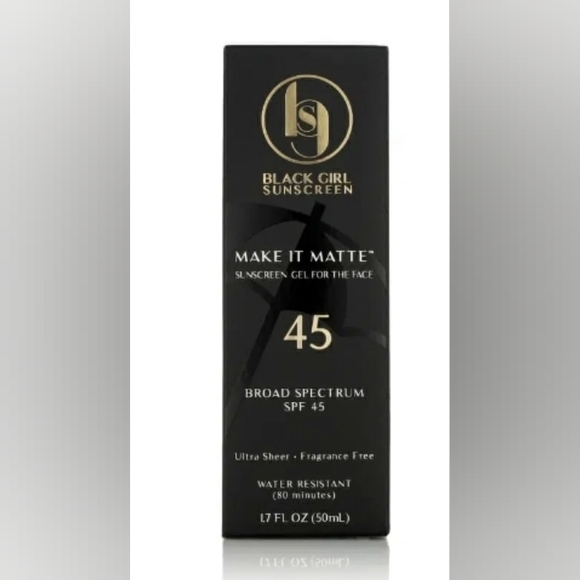 bgs
BLACK GIRL
SUNSCREEN
MAKE IT MATTE™
SUNSCREEN GEL FOR THE FACE
45
BROAD SPECTRUM
SPF 45
Ultra Sheer • Fragrance Free
WATER RESISTANT
(80 minutes)
1.7 FL OZ (50mL)